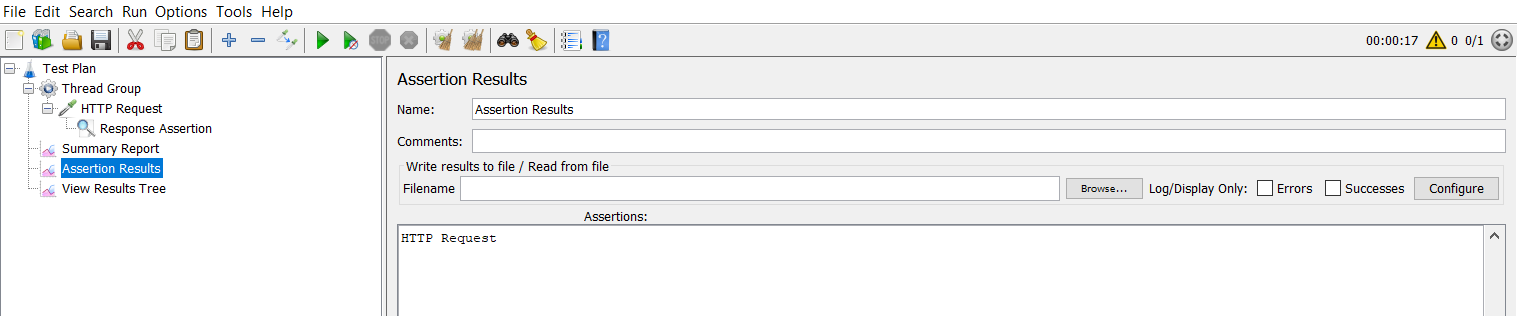 File Edit Search Run Options Tools Help
00:00:17 0 0/1
Test Plan
Thread Group
HTTP Request
Response Assertion
Summary Report
Assertion Results
View Results Tree
Assertion Results
Name: Assertion Results
Comments:
Write results to file / Read from file
Filename Browse... Log/Display Only: Errors Successes Configure
Assertions:
HTTP Request